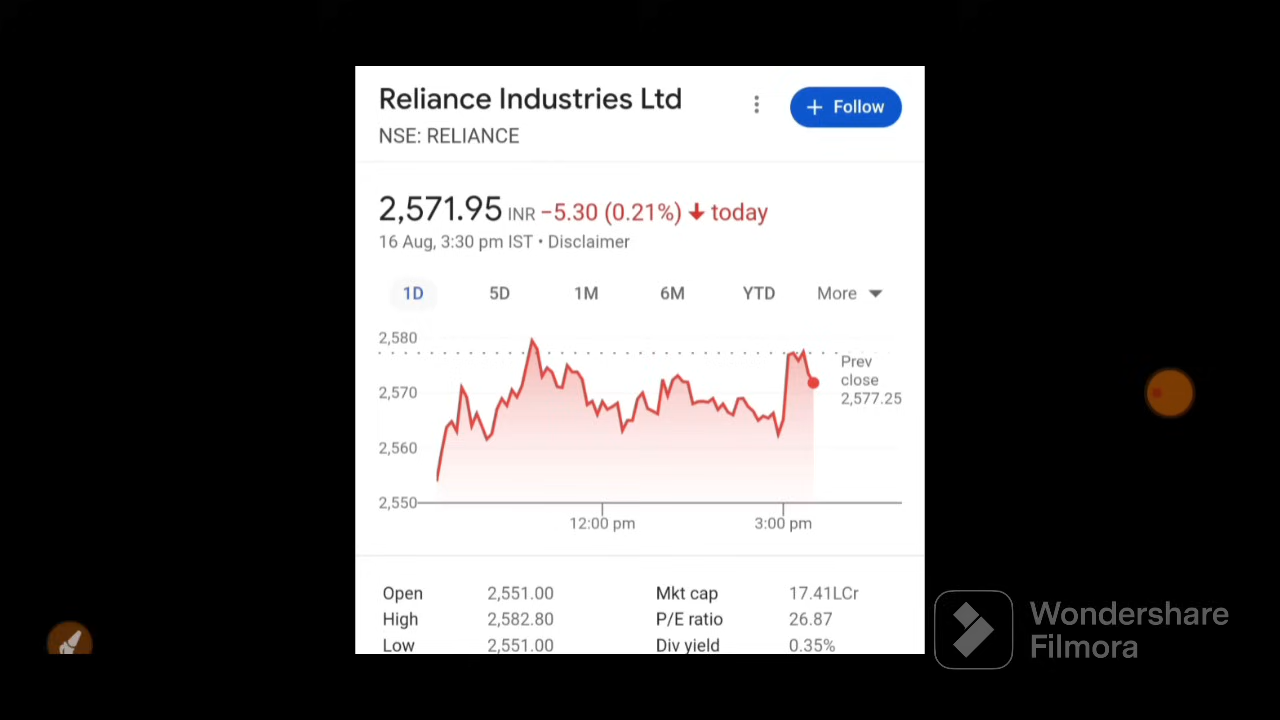 Reliance Industries Ltd
+ Follow
NSE: RELIANCE
2,571.95 INR −5.30 (0.21%) ↓ today
16 Aug, 3:30 pm IST • Disclaimer
1D 5D 1M 6M YTD More
2,580
2,570
2,560
2,550
Prev
close
2,577.25
12:00 pm 3:00 pm
Open 2,551.00 Mkt cap 17.41LCr
High 2,582.80 P/E ratio 26.87
Low 2,551.00 Div yield 0.35%
Wondershare
Filmora